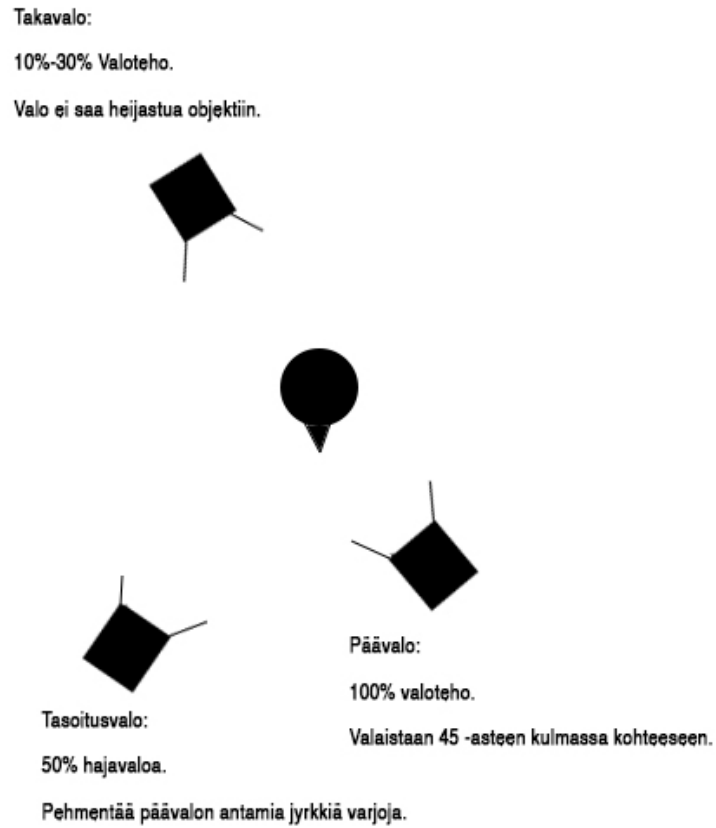 Takavalo:
10%-30% Valoteho.
Valo ei saa heijastua objektiin.
Päävalo:
100% valoteho.
Valaistaan 45 -asteen kulmassa kohteeseen.
Tasoitusvalo:
50% hajavaloa.
Pehmentää päävalon antamia jyrkkiä varjoja.